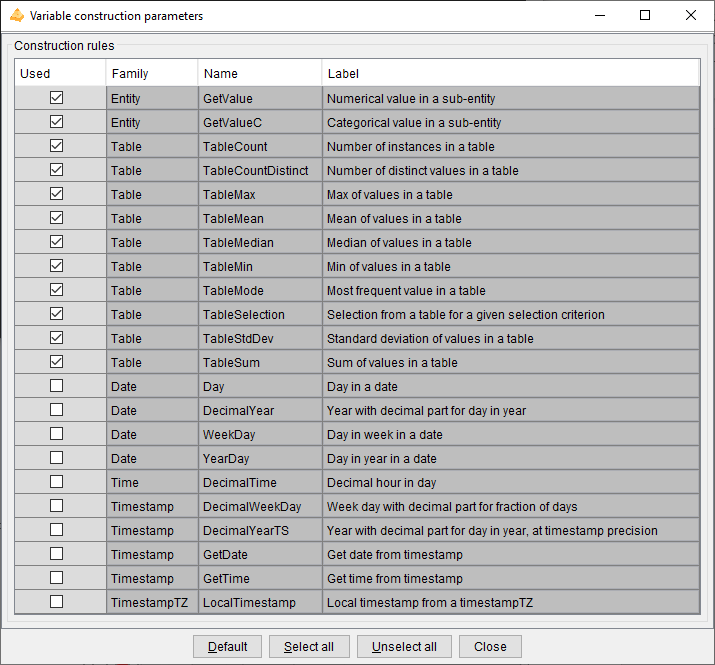 Variable construction parameters
Construction rules
Used Family Name Label
Entity GetValue Numerical value in a sub-entity
Entity GetValueC Categorical value in a sub-entity
Table TableCount Number of instances in a table
Table TableCountDistinct Number of distinct values in a table
Table TableMax Max of values in a table
Table TableMean Mean of values in a table
Table TableMedian Median of values in a table
Table TableMin Min of values in a table
Table TableMode Most frequent value in a table
Table TableSelection Selection from a table for a given selection criterion
Table TableStdDev Standard deviation of values in a table
Table TableSum Sum of values in a table
Date Day Day in a date
Date DecimalYear Year with decimal part for day in year
Date WeekDay Day in week in a date
Date YearDay Day in year in a date
Time DecimalTime Decimal hour in day
Timestamp DecimalWeekDay Week day with decimal part for fraction of days
Timestamp DecimalYearTS Year with decimal part for day in year, at timestamp precision
Timestamp GetDate Get date from timestamp
Timestamp GetTime Get time from timestamp
TimestampTZ LocalTimestamp Local timestamp from a timestampTZ
Default Select all Unselect all Close